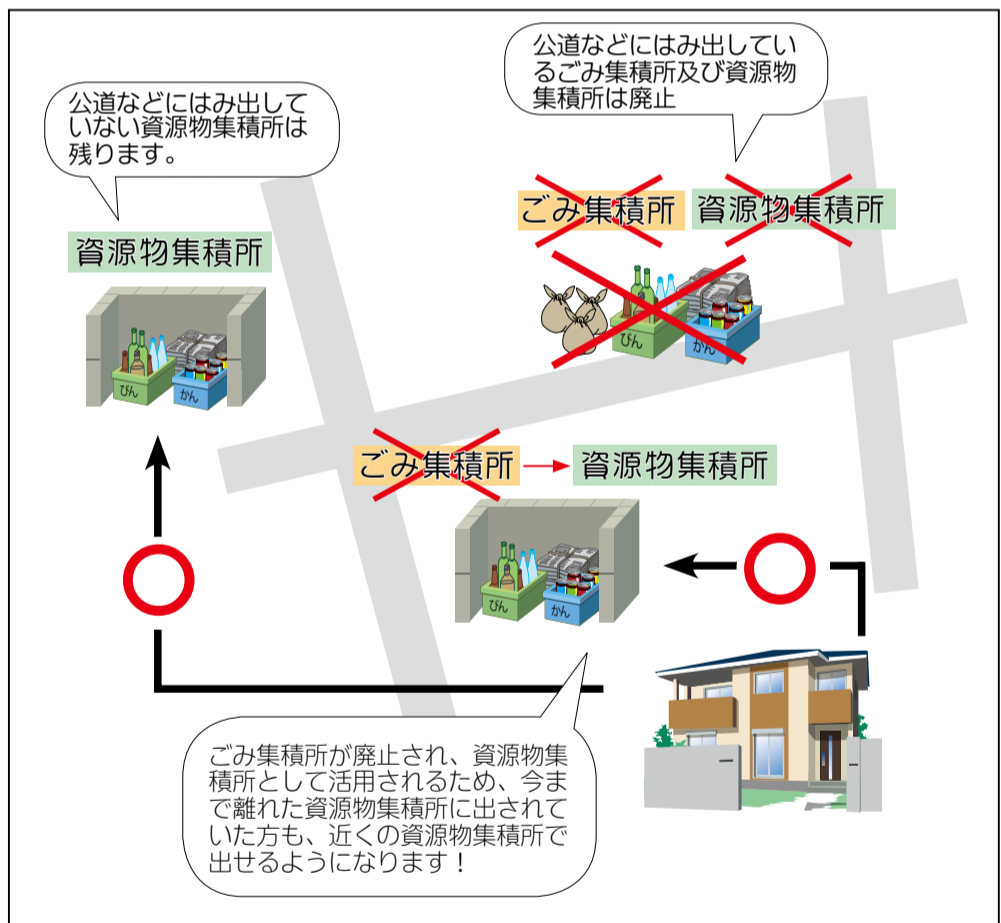 公道などにはみ出してい
るごみ集積所及び資源物
集積所は廃止
公道などにはみ出して
いない資源物集積所は
残ります。
ごみ集積所
資源物集積所
資源物集積所
びん
かん
びん
かん
ごみ集積所
資源物集積所
びん
かん
ごみ集積所が廃止され、資源物集
積所として活用されるため、今ま
で離れた資源物集積所に出されて
いた方も、近くの資源物集積所で
出せるようになります！